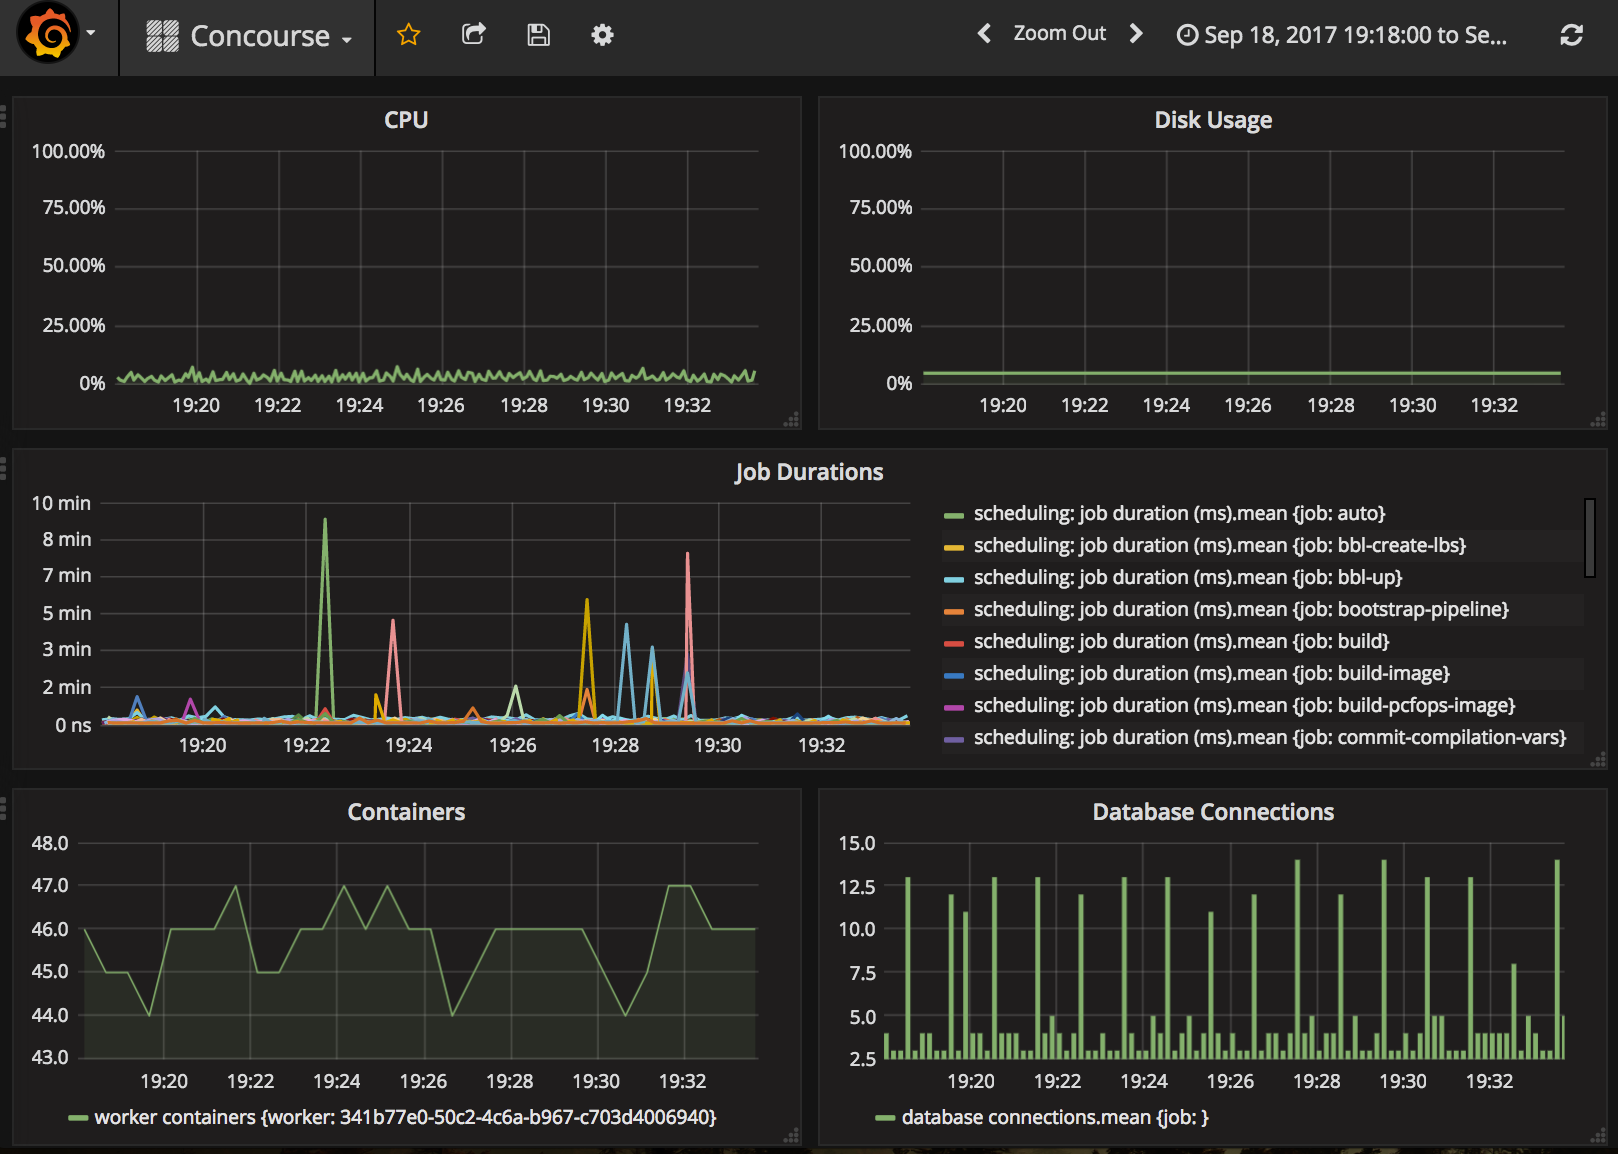 Concourse
Zoom Out
Sep 18, 2017 19:18:00 to Se...
CPU
100.00%
75.00%
50.00%
25.00%
0%
19:20 19:22 19:24 19:26 19:28 19:30 19:32
Disk Usage
100.00%
75.00%
50.00%
25.00%
0%
19:20 19:22 19:24 19:26 19:28 19:30 19:32
Job Durations
10 min
8 min
7 min
5 min
3 min
2 min
0 ns
19:20 19:22 19:24 19:26 19:28 19:30 19:32
scheduling: job duration (ms).mean {job: auto}
scheduling: job duration (ms).mean {job: bbl-create-lbs}
scheduling: job duration (ms).mean {job: bbl-up}
scheduling: job duration (ms).mean {job: bootstrap-pipeline}
scheduling: job duration (ms).mean {job: build}
scheduling: job duration (ms).mean {job: build-image}
scheduling: job duration (ms).mean {job: build-pcfops-image}
scheduling: job duration (ms).mean {job: commit-compilation-vars}
Containers
48.0
47.0
46.0
45.0
44.0
43.0
19:20 19:22 19:24 19:26 19:28 19:30 19:32
worker containers {worker: 341b77e0-50c2-4c6a-b967-c703d4006940}
Database Connections
15.0
12.5
10.0
7.5
5.0
2.5
19:20 19:22 19:24 19:26 19:28 19:30 19:32
database connections.mean {job: }